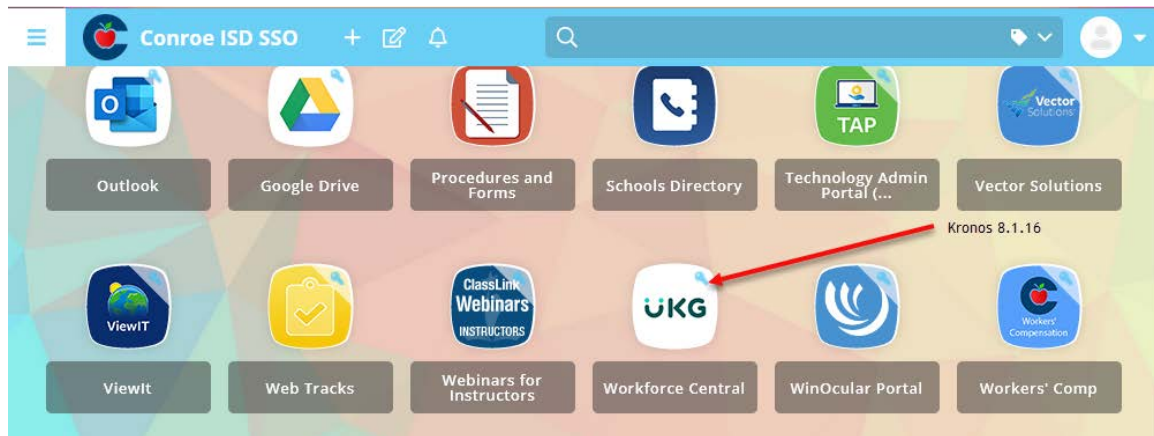 Conroe ISD SSO
TAP
Vector
Solutions
Outlook
Google Drive
Procedures and
Forms
Schools Directory
Technology Admin
Portal (...
Vector Solutions
Kronos 8.1.16
ViewIT
ClassLink
Webinars
INSTRUCTORS
UKG
Workers'
Compensation
ViewIt
Web Tracks
Webinars for
Instructors
Workforce Central
WinOcular Portal
Workers' Comp